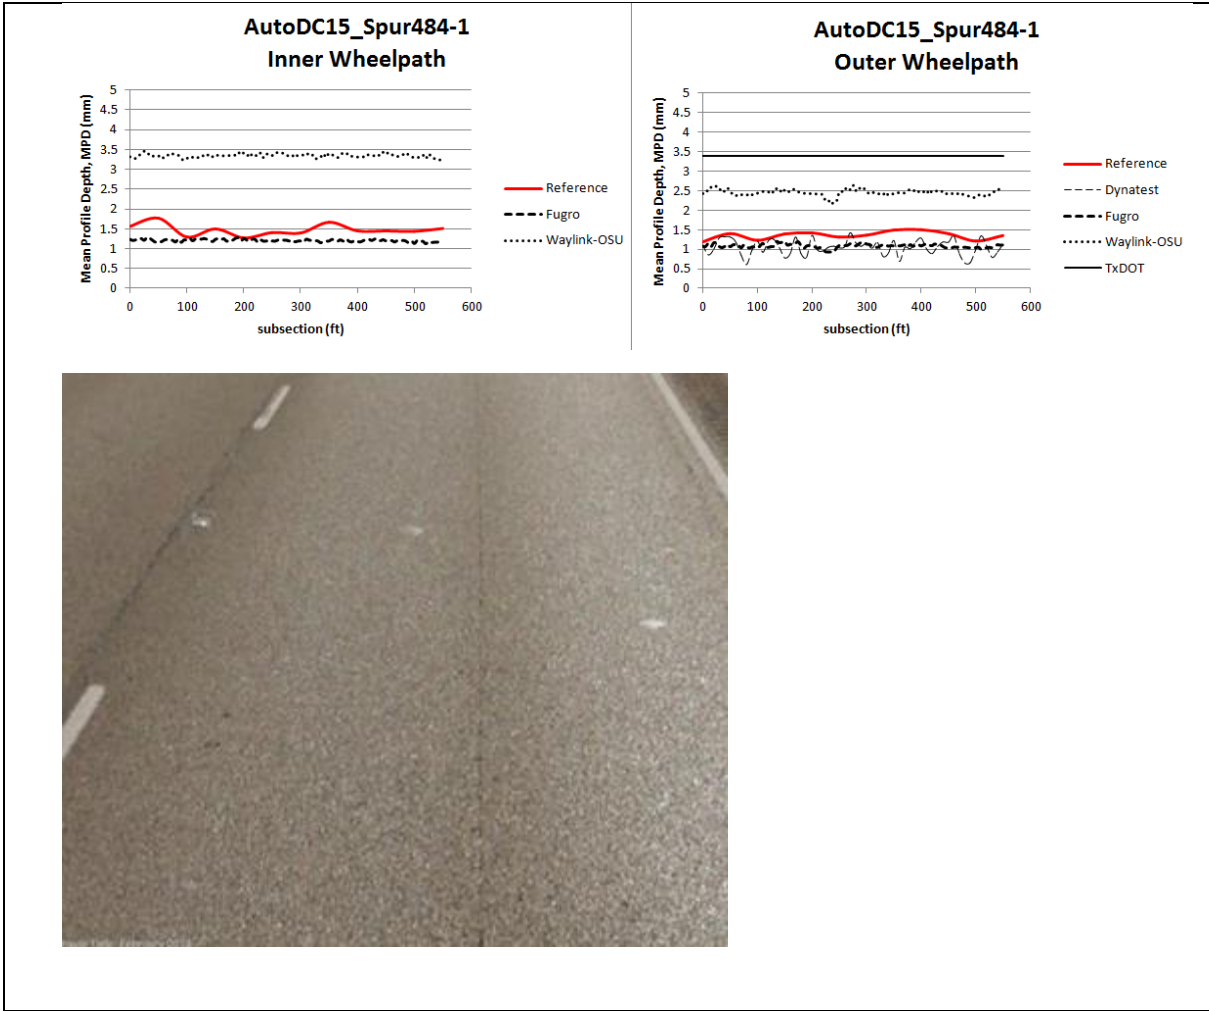 AutoDC15_Spur484-1
Inner Wheelpath
Mean Profile Depth, MPD (mm)
5
4.5
4
3.5
3
2.5
2
1.5
1
0.5
0
0 100 200 300 400 500 600
subsection (ft)
Reference
Fugro
Waylink-OSU
AutoDC15_Spur484-1
Outer Wheelpath
Mean Profile Depth, MPD (mm)
5
4.5
4
3.5
3
2.5
2
1.5
1
0.5
0
0 100 200 300 400 500 600
subsection (ft)
Reference
Dynatest
Fugro
Waylink-OSU
TxDOT